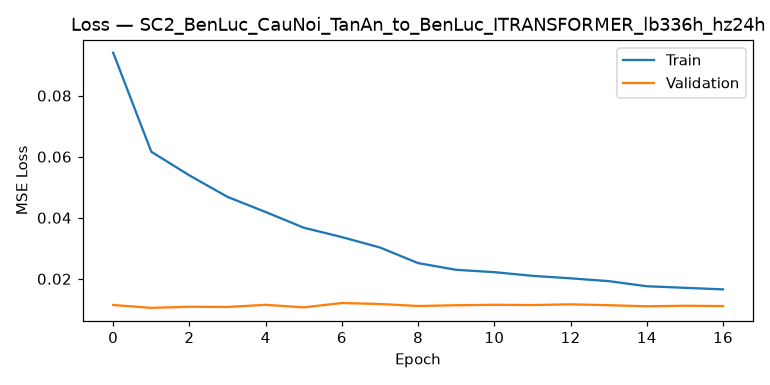 Loss — SC2_BenLuc_CauNoi_TanAn_to_BenLuc_ITRANSFORMER_lb336h_hz24h
Train
Validation
MSE Loss
0.08
0.06
0.04
0.02
0 2 4 6 8 10 12 14 16
Epoch